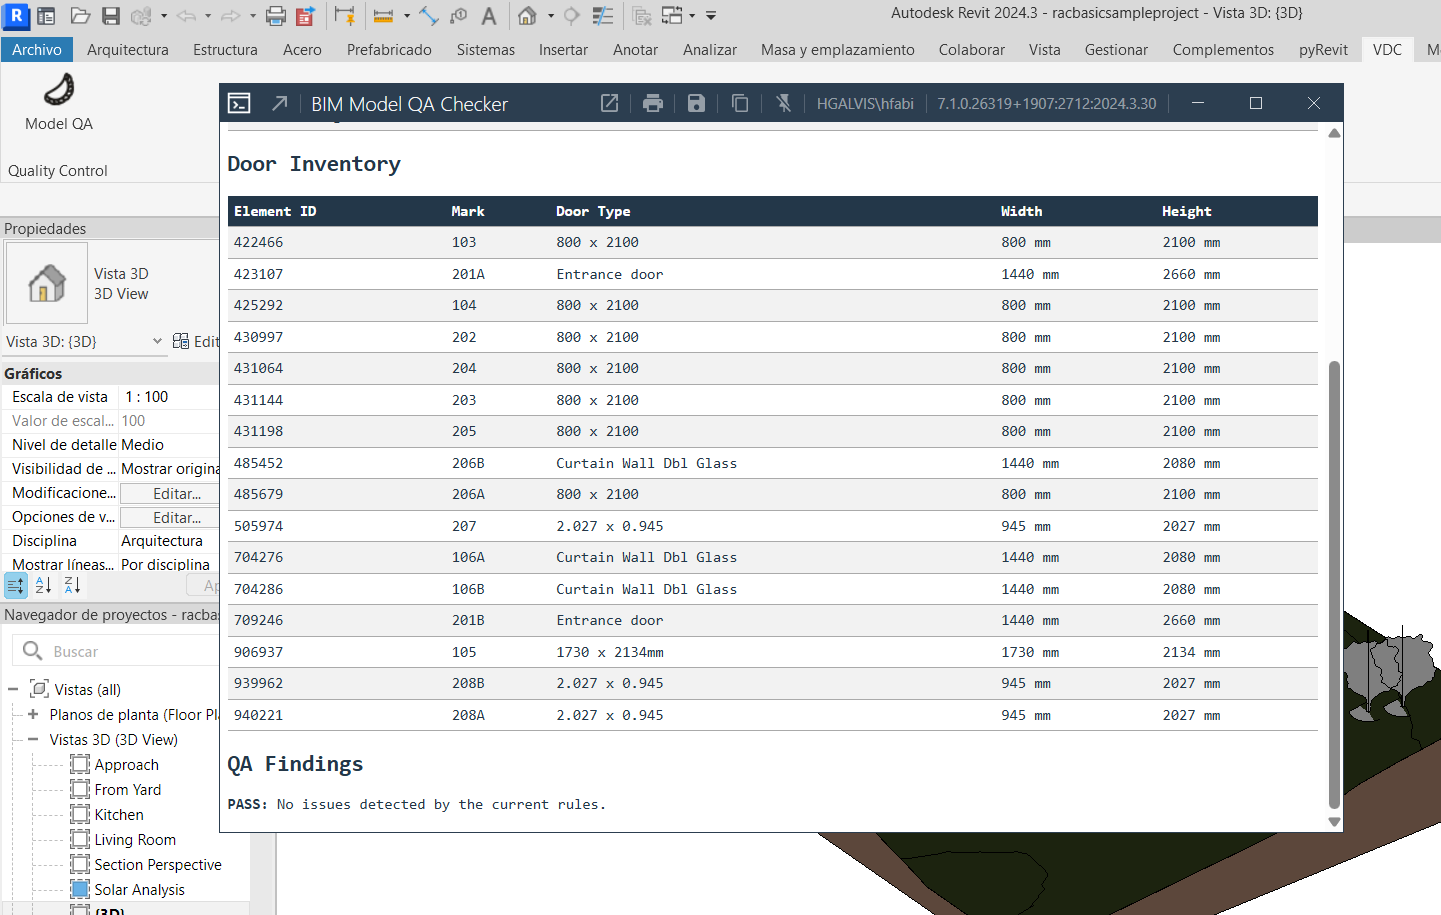 Autodesk Revit 2024.3 - racbasicsampleproject - Vista 3D: {3D}
Archivo Arquitectura Estructura Acero Prefabricado Sistemas Insertar Anotar Analizar Masa y emplazamiento Colaborar Vista Gestionar Complementos pyRevit VDC
Model QA
Quality Control
BIM Model QA Checker HGALVIS\hfabi 7.1.0.26319+1907:2712:2024.3.30
Door Inventory
Element ID Mark Door Type Width Height
422466 103 800 x 2100 800 mm 2100 mm
423107 201A Entrance door 1440 mm 2660 mm
425292 104 800 x 2100 800 mm 2100 mm
430997 202 800 x 2100 800 mm 2100 mm
431064 204 800 x 2100 800 mm 2100 mm
431144 203 800 x 2100 800 mm 2100 mm
431198 205 800 x 2100 800 mm 2100 mm
485452 206B Curtain Wall Dbl Glass 1440 mm 2080 mm
485679 206A 800 x 2100 800 mm 2100 mm
505974 207 2.027 x 0.945 945 mm 2027 mm
704276 106A Curtain Wall Dbl Glass 1440 mm 2080 mm
704286 106B Curtain Wall Dbl Glass 1440 mm 2080 mm
709246 201B Entrance door 1440 mm 2660 mm
906937 105 1730 x 2134mm 1730 mm 2134 mm
939962 208B 2.027 x 0.945 945 mm 2027 mm
940221 208A 2.027 x 0.945 945 mm 2027 mm
QA Findings
PASS: No issues detected by the current rules.
Propiedades
Vista 3D
3D View
Vista 3D: {3D} Edit
Gráficos
Escala de vista 1 : 100
Valor de escal... 100
Nivel de detalle Medio
Visibilidad de ... Mostrar origina
Modificacione... Editar...
Opciones de v... Editar...
Disciplina Arquitectura
Mostrar líneas... Por disciplina
Ap
Navegador de proyectos - racbas
Buscar
Vistas (all)
Planos de planta (Floor Pl
Vistas 3D (3D View)
Approach
From Yard
Kitchen
Living Room
Section Perspective
Solar Analysis
{3D}